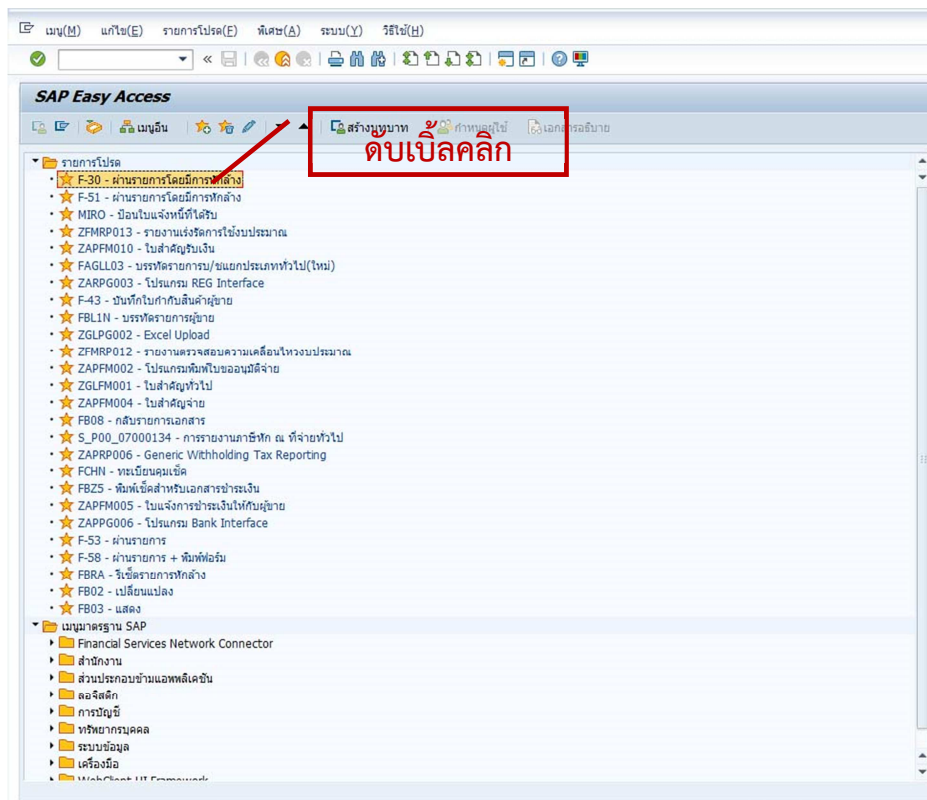 เมนู(M) แก้ไข(E) รายการโปรด(F) พิเศษ(A) ระบบ(Y) วิธีใช้(H)
SAP Easy Access
เมนูอื่น สร้างบทบาท กำหนดผู้ใช้ เอกสารอธิบาย
ดับเบิ้ลคลิก
รายการโปรด
F-30 - ผ่านรายการโดยมีการหักล้าง
F-51 - ผ่านรายการโดยมีการหักล้าง
MIRO - ป้อนใบแจ้งหนี้ที่ได้รับ
ZFMRP013 - รายงานเร่งรัดการใช้งบประมาณ
ZAPFM010 - ใบสำคัญรับเงิน
FAGLL03 - บรรทัดรายการบ/ชแยกประเภททั่วไป(ใหม่)
ZARPG003 - โปรแกรม REG Interface
F-43 - บันทึกใบกำกับสินค้าผู้ขาย
FBL1N - บรรทัดรายการผู้ขาย
ZGLPG002 - Excel Upload
ZFMRP012 - รายงานตรวจสอบความเคลื่อนไหวงบประมาณ
ZAPFM002 - โปรแกรมพิมพ์ใบขออนุมัติจ่าย
ZGLFM001 - ใบสำคัญทั่วไป
ZAPFM004 - ใบสำคัญจ่าย
FB08 - กลับรายการเอกสาร
S_P00_07000134 - การรายงานภาษีหัก ณ ที่จ่ายทั่วไป
ZAPRP006 - Generic Withholding Tax Reporting
FCHN - ทะเบียนคุมเช็ค
FBZ5 - พิมพ์เช็คสำหรับเอกสารชำระเงิน
ZAPFM005 - ใบแจ้งการชำระเงินให้กับผู้ขาย
ZAPPG006 - โปรแกรม Bank Interface
F-53 - ผ่านรายการ
F-58 - ผ่านรายการ + พิมพ์ฟอร์ม
FBRA - รีเซ็ตรายการหักล้าง
FB02 - เปลี่ยนแปลง
FB03 - แสดง
เมนูมาตรฐาน SAP
Financial Services Network Connector
สำนักงาน
ส่วนประกอบข้ามแอพพลิเคชัน
ลอจิสติก
การบัญชี
ทรัพยากรบุคคล
ระบบข้อมูล
เครื่องมือ
WebClient UI Framework